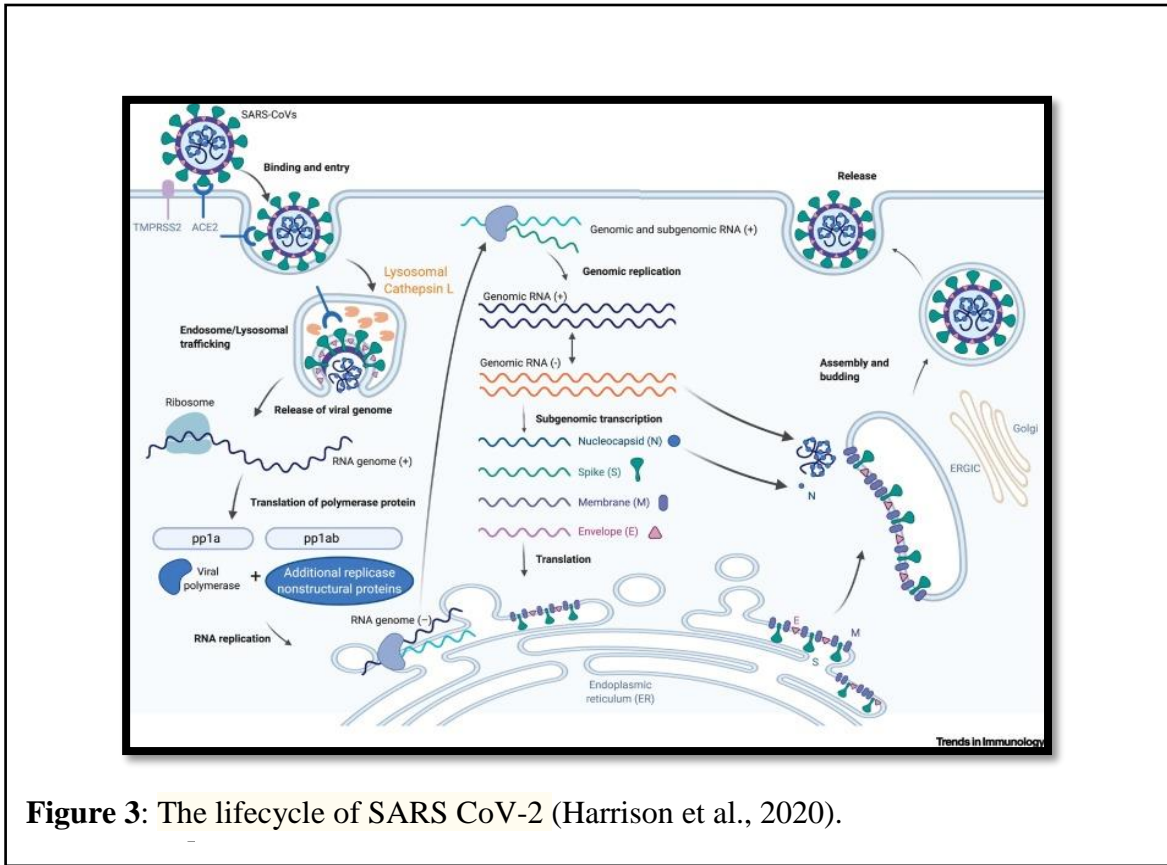 SARS-CoVs
Binding and entry
TMPRSS2
ACE2
Lysosomal
Cathepsin L
Endosome/Lysosomal
trafficking
Release of viral genome
Ribosome
RNA genome (+)
Translation of polymerase protein
pp1a
pp1ab
Viral
polymerase
+
Additional replicase
nonstructural proteins
RNA replication
RNA genome (−)
Genomic and subgenomic RNA (+)
Genomic replication
Genomic RNA (+)
Genomic RNA (-)
Subgenomic transcription
Nucleocapsid (N)
Spike (S)
Membrane (M)
Envelope (E)
Translation
Endoplasmic
reticulum (ER)
E
M
S
N
Assembly and
budding
ERGIC
Golgi
Release
Trends in Immunology
Figure 3: The lifecycle of SARS CoV-2 (Harrison et al., 2020).